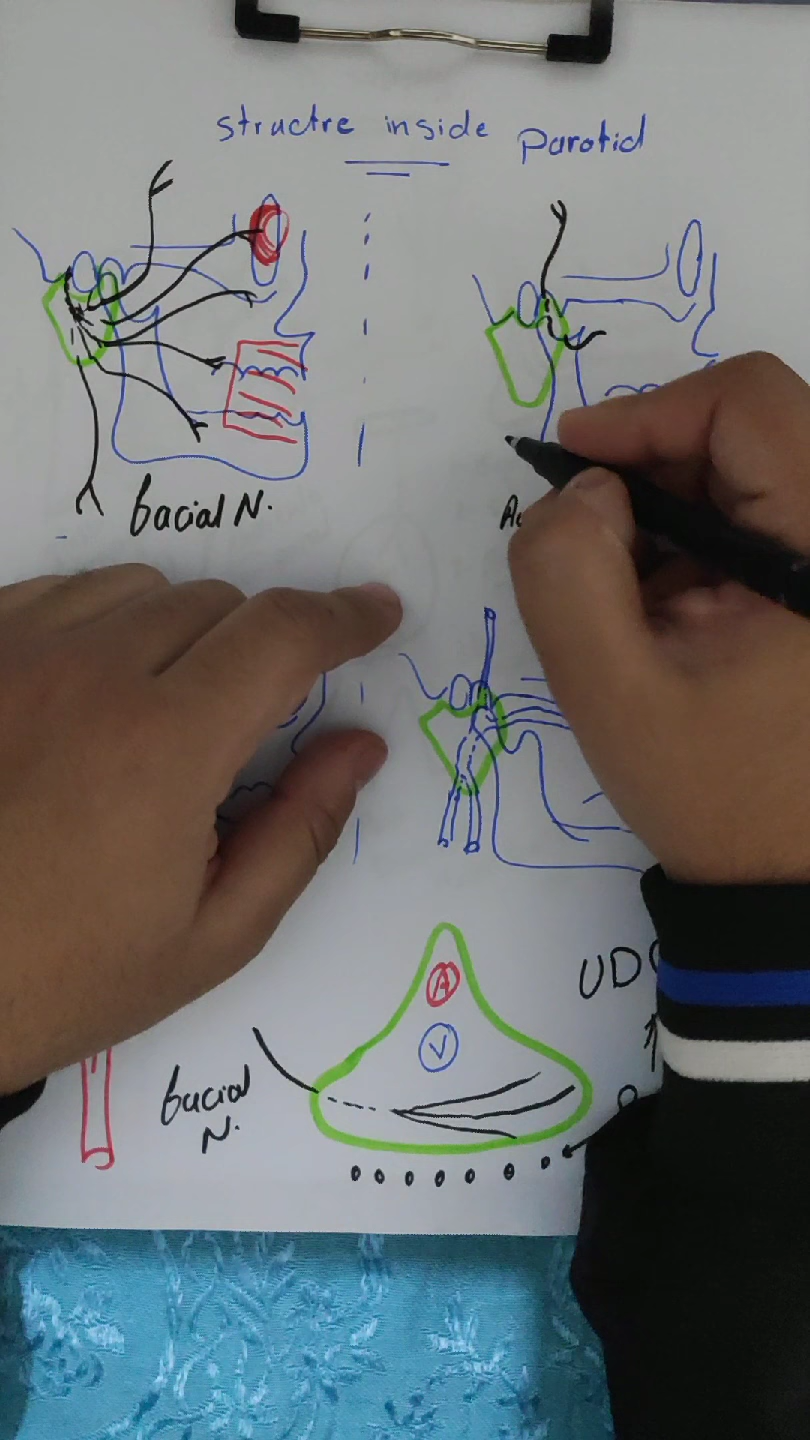 structre inside parotid
facial N.
A
V
facial
N.